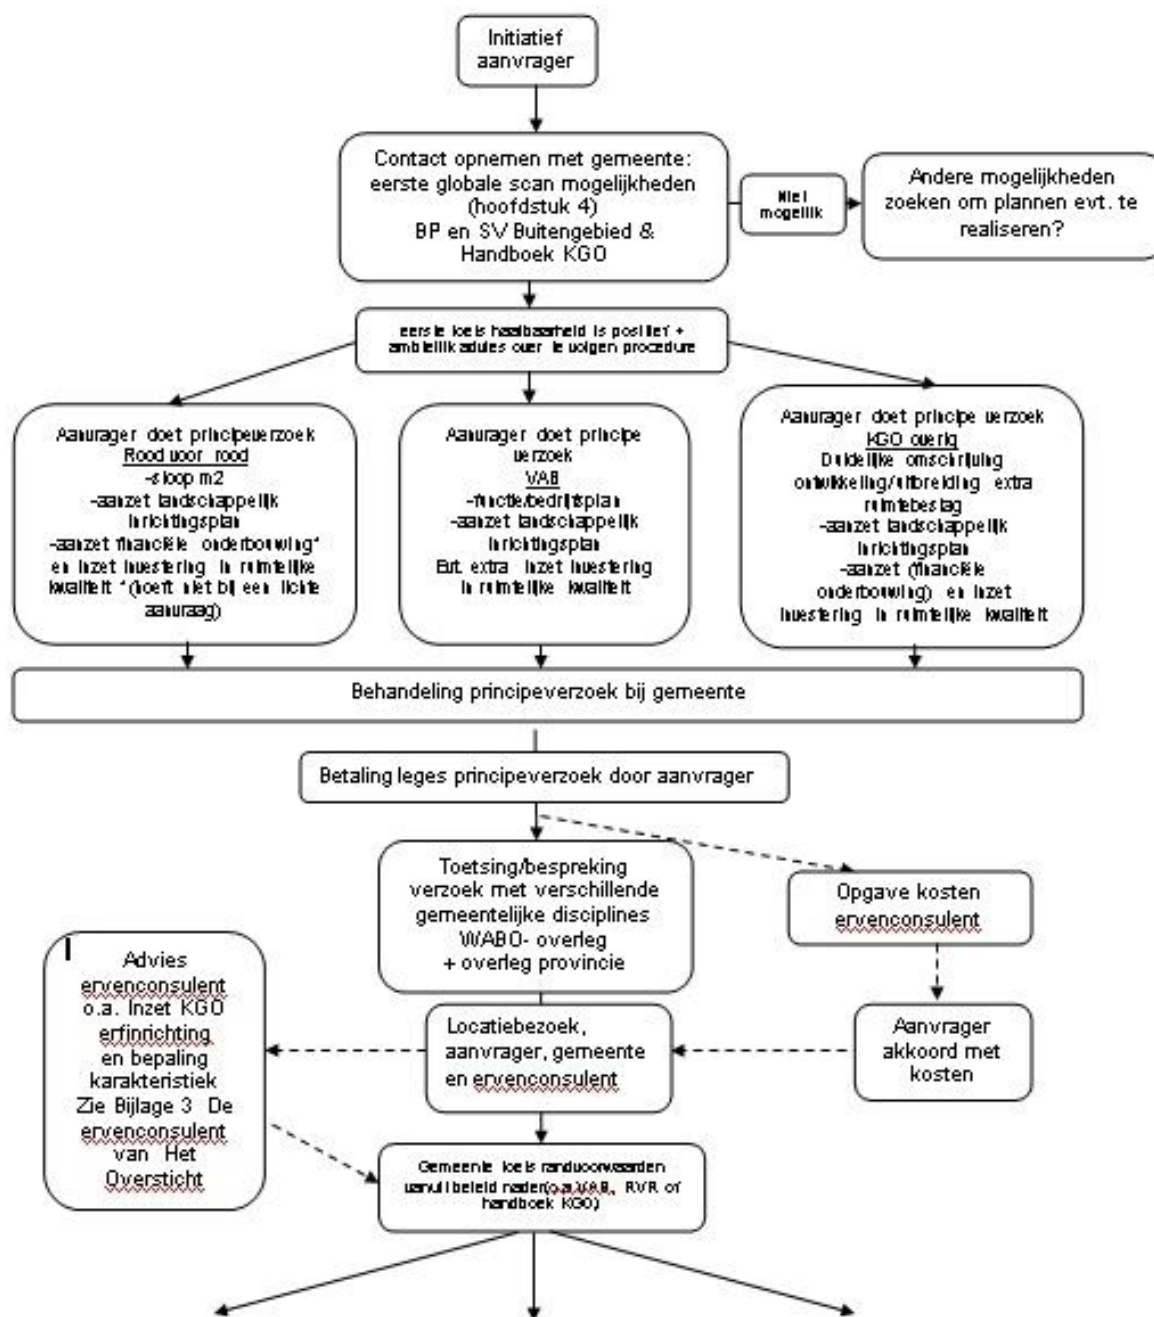 Initiatief
aanvrager
Contact opnemen met gemeente:
eerste globale scan mogelijkheden
(hoofdstuk 4)
BP en SV Buitengebied &
Handboek KGO
Niet
mogelijk
Andere mogelijkheden
zoeken om plannen evt. te
realiseren?
eerste toets haalbaarheid is positief +
ambtelijk advies over te volgen procedure
Aanvrager doet principeverzoek
Rood voor rood
-sloop m2
-aanzet landschappelijk
inrichtingsplan
-aanzet financiële onderbouwing*
en inzet investering in ruimtelijke
kwaliteit *(hoeft niet bij een lichte
aanvraag)
Aanvrager doet principe
verzoek
VAB
-functie/bedrijfsplan
-aanzet landschappelijk
inrichtingsplan
Evt. extra inzet investering
in ruimtelijke kwaliteit
Aanvrager doet principe verzoek
KGO overig
Duidelijke omschrijving
ontwikkeling/uitbreiding extra
ruimtebeslag
-aanzet landschappelijk
inrichtingsplan
-aanzet (financiële
onderbouwing) en inzet
investering in ruimtelijke kwaliteit
Behandeling principeverzoek bij gemeente
Betaling leges principeverzoek door aanvrager
Toetsing/bespreking
verzoek met verschillende
gemeentelijke disciplines
WABO- overleg
+ overleg provincie
Opgave kosten
ervenconsulent
Advies
ervenconsulent
o.a. Inzet KGO
erfinrichting
en bepaling
karakteristiek
Zie Bijlage 3 De
ervenconsulent
van Het
Oversticht
Locatiebezoek,
aanvrager, gemeente
en ervenconsulent
Aanvrager
akkoord met
kosten
Gemeente toets randvoorwaarden
vanuit beleid nader(o.a.VAB, RVR of
handboek KGO)